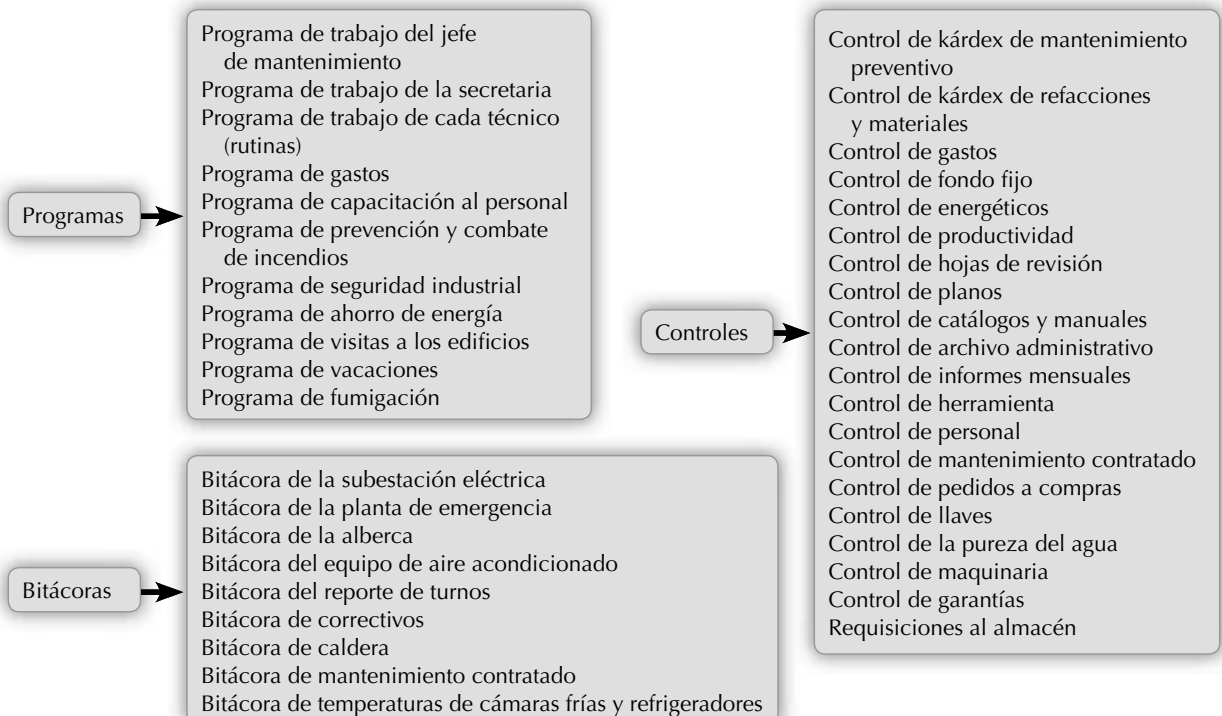 Programas
Programa de trabajo del jefe
de mantenimiento
Programa de trabajo de la secretaria
Programa de trabajo de cada técnico
(rutinas)
Programa de gastos
Programa de capacitación al personal
Programa de prevención y combate
de incendios
Programa de seguridad industrial
Programa de ahorro de energía
Programa de visitas a los edificios
Programa de vacaciones
Programa de fumigación
Bitácoras
Bitácora de la subestación eléctrica
Bitácora de la planta de emergencia
Bitácora de la alberca
Bitácora del equipo de aire acondicionado
Bitácora del reporte de turnos
Bitácora de correctivos
Bitácora de caldera
Bitácora de mantenimiento contratado
Bitácora de temperaturas de cámaras frías y refrigeradores
Controles
Control de kárdex de mantenimiento
preventivo
Control de kárdex de refacciones
y materiales
Control de gastos
Control de fondo fijo
Control de energéticos
Control de productividad
Control de hojas de revisión
Control de planos
Control de catálogos y manuales
Control de archivo administrativo
Control de informes mensuales
Control de herramienta
Control de personal
Control de mantenimiento contratado
Control de pedidos a compras
Control de llaves
Control de la pureza del agua
Control de maquinaria
Control de garantías
Requisiciones al almacén